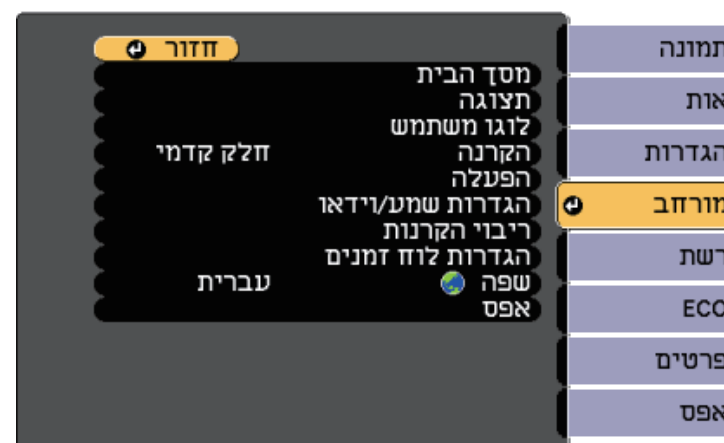 חזור
מסך הבית
תצוגה
לוגו משתמש
הקרנה חלק קדמי
הפעלה
הגדרות שמע/וידאו
ריבוי הקרנות
הגדרות לוח זמנים
שפה עברית
אפס
תמונה
אות
הגדרות
מורחב
רשת
ECO
פרטים
אפס